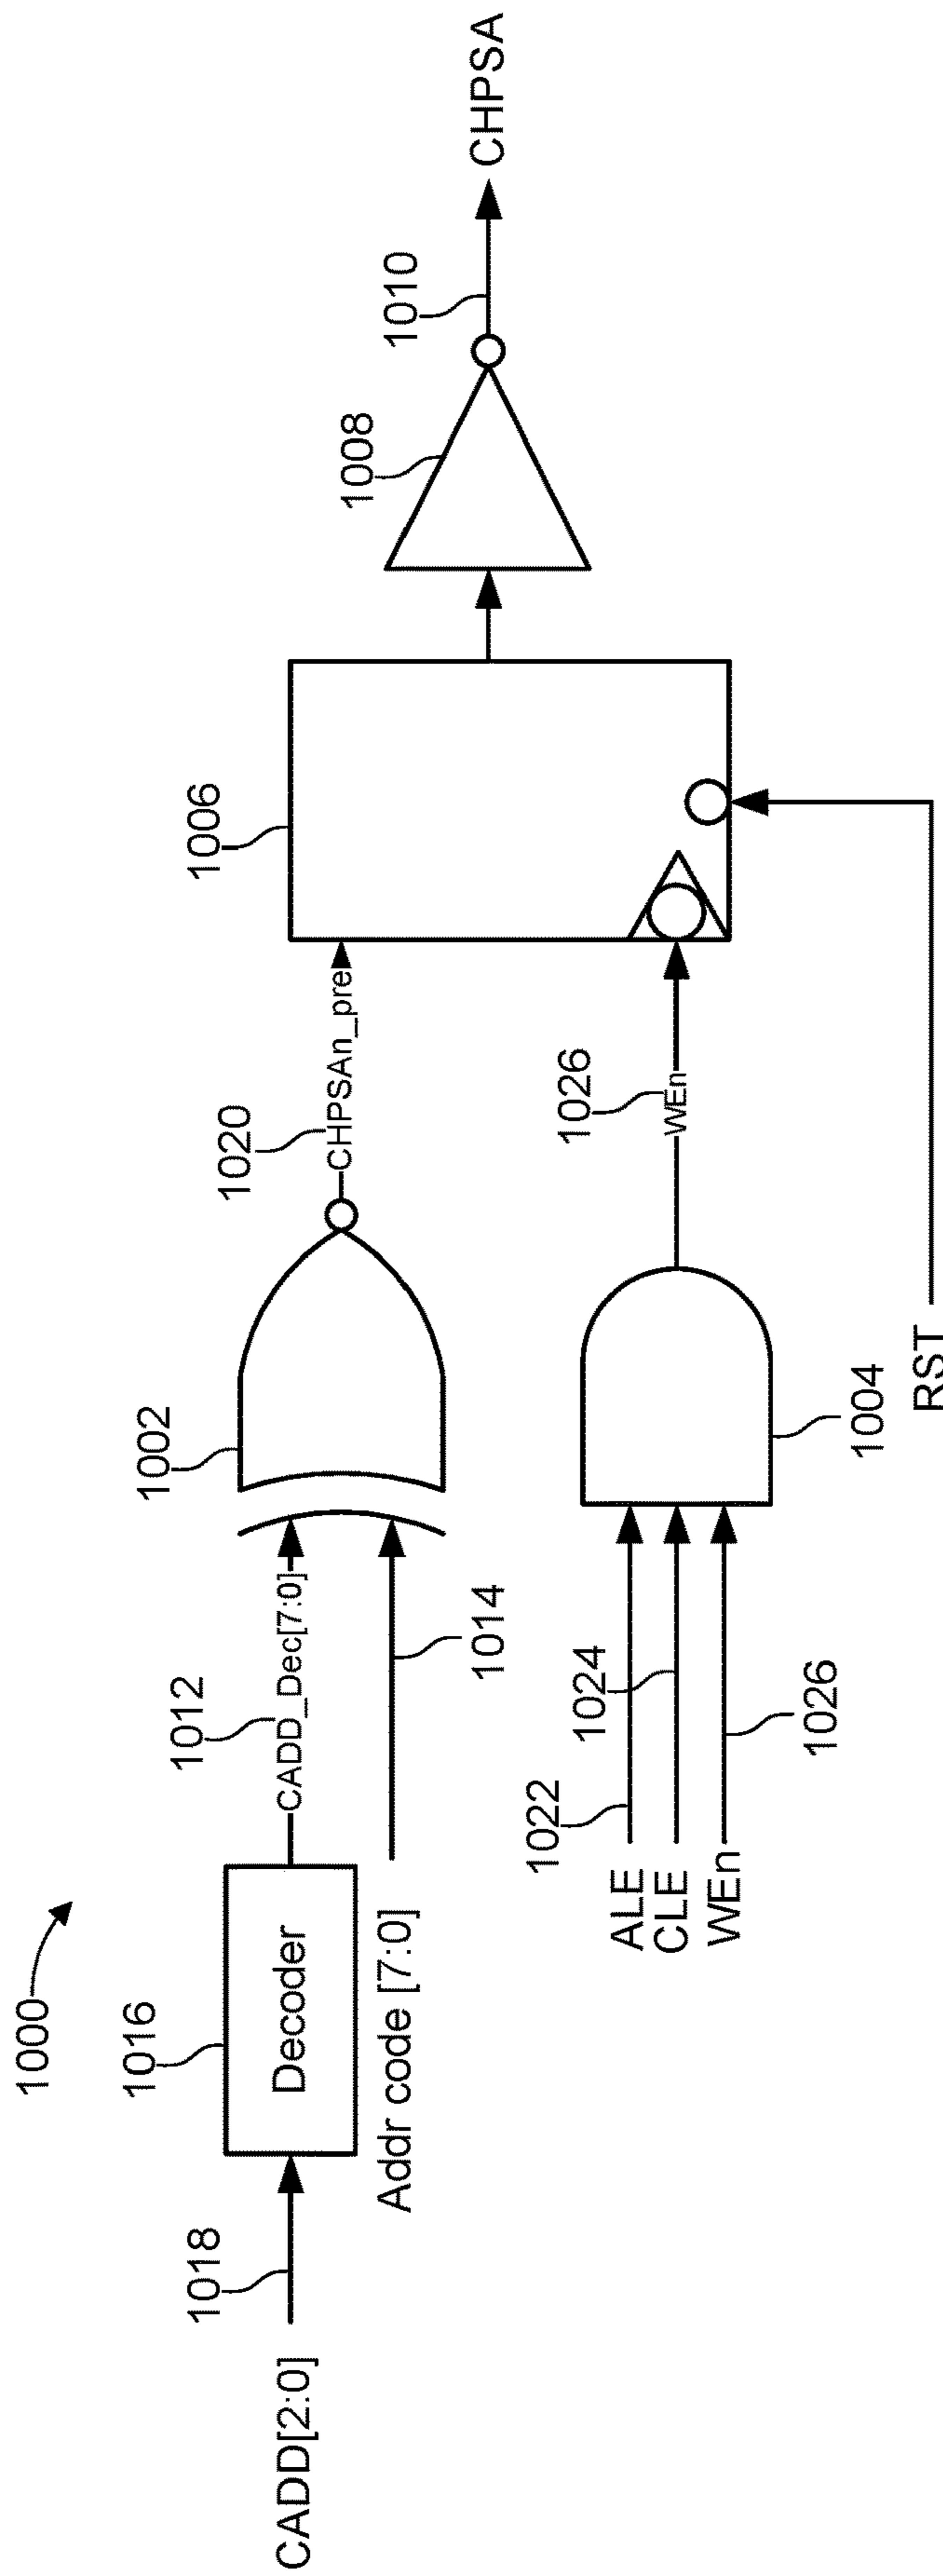 1000
CADD[2:0]
1018
1016
Decoder
1012
CADD_Dec[7:0]
Addr code [7:0]
1014
1002
1020
CHPSAn_pre
1006
1008
1010
CHPSA
1022
ALE
1024
CLE
WEn
1026
1004
1026
WEn
RST